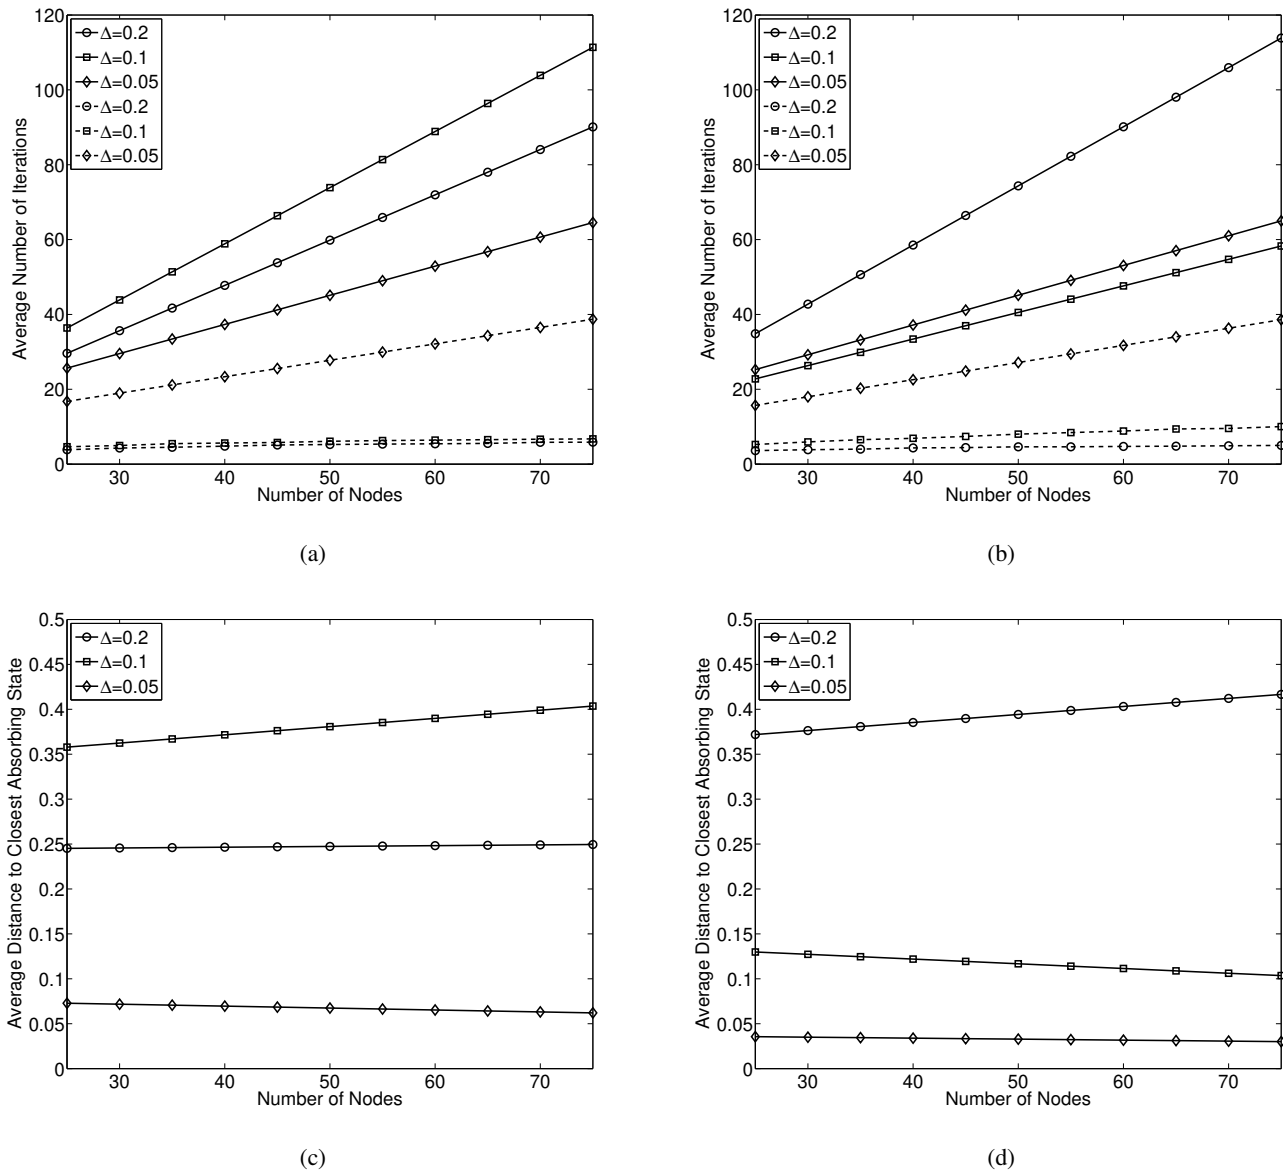 120
100
80
60
40
20
0
Average Number of Iterations
Δ=0.2
Δ=0.1
Δ=0.05
Δ=0.2
Δ=0.1
Δ=0.05
30 40 50 60 70
Number of Nodes
(a)
120
100
80
60
40
20
0
Average Number of Iterations
Δ=0.2
Δ=0.1
Δ=0.05
Δ=0.2
Δ=0.1
Δ=0.05
30 40 50 60 70
Number of Nodes
(b)
0.5
0.45
0.4
0.35
0.3
0.25
0.2
0.15
0.1
0.05
0
Average Distance to Closest Absorbing State
Δ=0.2
Δ=0.1
Δ=0.05
30 40 50 60 70
Number of Nodes
(c)
0.5
0.45
0.4
0.35
0.3
0.25
0.2
0.15
0.1
0.05
0
Average Distance to Closest Absorbing State
Δ=0.2
Δ=0.1
Δ=0.05
30 40 50 60 70
Number of Nodes
(d)